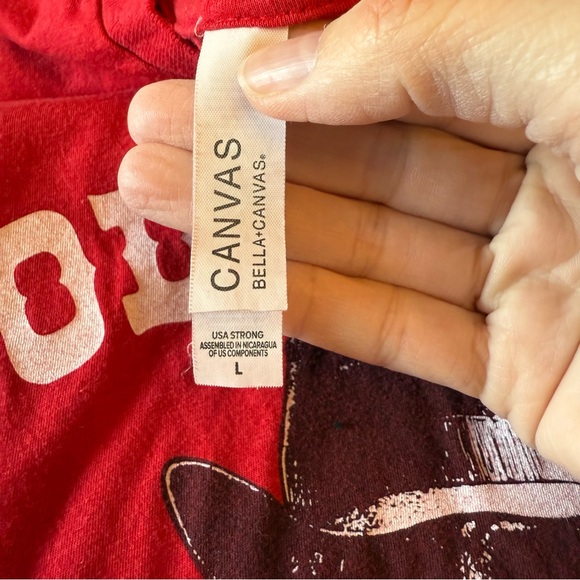 CANVAS
BELLA+CANVAS®
USA STRONG
ASSEMBLED IN NICARAGUA
OF US COMPONENTS
L